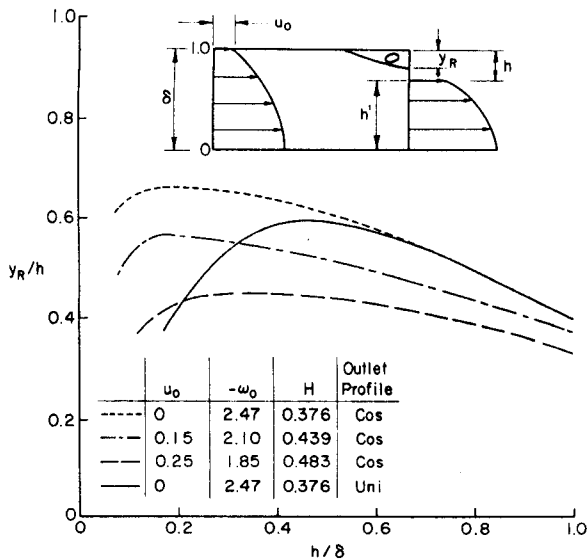 u₀
1.0
δ
0
y_R
h
h'
1.0
0.8
0.6
y_R/h
0.4
0.2
0
Outlet
u₀ -ω₀ H Profile
0 2.47 0.376 Cos
0.15 2.10 0.439 Cos
0.25 1.85 0.483 Cos
0 2.47 0.376 Uni
0 0.2 0.4 0.6 0.8 1.0
h/δ